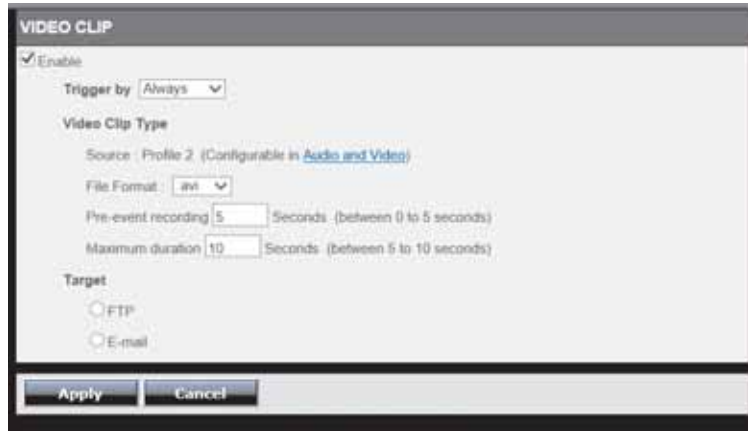 VIDEO CLIP
Enable
Trigger by Always
Video Clip Type
Source : Profile 2 (Configurable in Audio and Video)
File Format : avi
Pre-event recording 5 Seconds (between 0 to 5 seconds)
Maximum duration 10 Seconds (between 5 to 10 seconds)
Target
FTP
E-mail
Apply Cancel